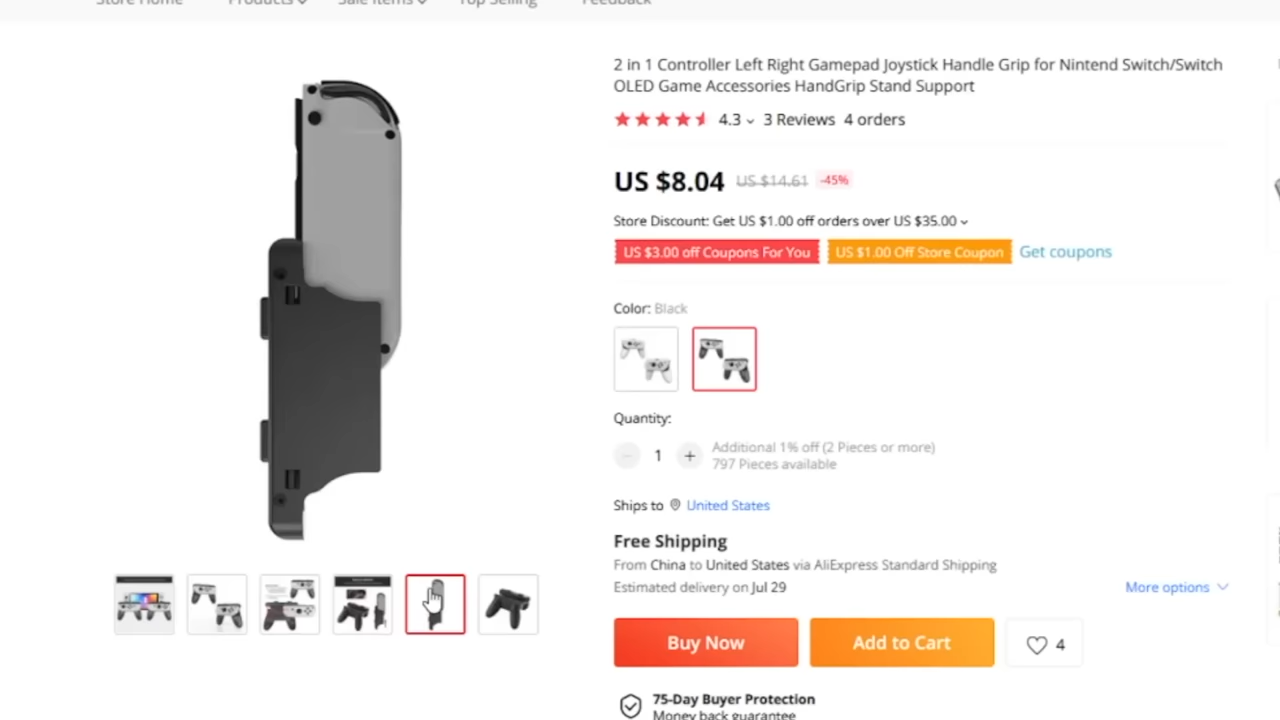 Store Home Products Sale Items Top Selling Feedback
2 in 1 Controller Left Right Gamepad Joystick Handle Grip for Nintend Switch/Switch
OLED Game Accessories HandGrip Stand Support
4.3 3 Reviews 4 orders
US $8.04 US $14.61 -45%
Store Discount: Get US $1.00 off orders over US $35.00
US $3.00 off Coupons For You US $1.00 Off Store Coupon Get coupons
Color: Black
Quantity:
1 Additional 1% off (2 Pieces or more)
797 Pieces available
Ships to United States
Free Shipping
From China to United States via AliExpress Standard Shipping
Estimated delivery on Jul 29 More options
Buy Now Add to Cart 4
75-Day Buyer Protection
Money back guarantee